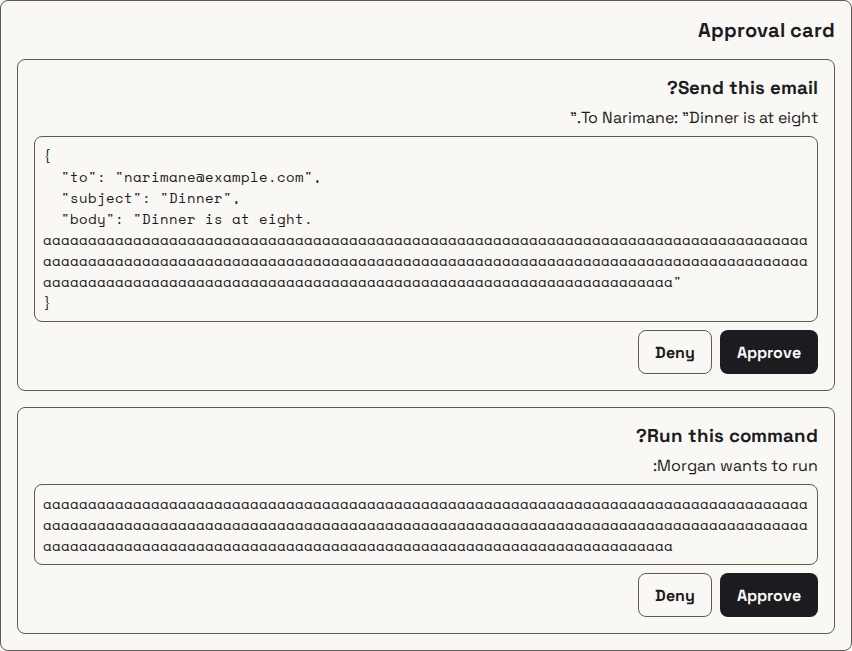 Approval card
?Send this email
".To Narimane: "Dinner is at eight
{
"to": "narimane@example.com",
"subject": "Dinner",
"body": "Dinner is at eight.
aaaaaaaaaaaaaaaaaaaaaaaaaaaaaaaaaaaaaaaaaaaaaaaaaaaaaaaaaaaaaaaaaaaaaaaaaaaaaaaaaaaaa
aaaaaaaaaaaaaaaaaaaaaaaaaaaaaaaaaaaaaaaaaaaaaaaaaaaaaaaaaaaaaaaaaaaaaaaaaaaaaaaaaaaaa
aaaaaaaaaaaaaaaaaaaaaaaaaaaaaaaaaaaaaaaaaaaaaaaaaaaaaaaaaaaaaaaaaaaaaa"
}
Deny Approve
?Run this command
:Morgan wants to run
aaaaaaaaaaaaaaaaaaaaaaaaaaaaaaaaaaaaaaaaaaaaaaaaaaaaaaaaaaaaaaaaaaaaaaaaaaaaaaaaaaaaa
aaaaaaaaaaaaaaaaaaaaaaaaaaaaaaaaaaaaaaaaaaaaaaaaaaaaaaaaaaaaaaaaaaaaaaaaaaaaaaaaaaaaa
aaaaaaaaaaaaaaaaaaaaaaaaaaaaaaaaaaaaaaaaaaaaaaaaaaaaaaaaaaaaaaaaaaaaaa
Deny Approve